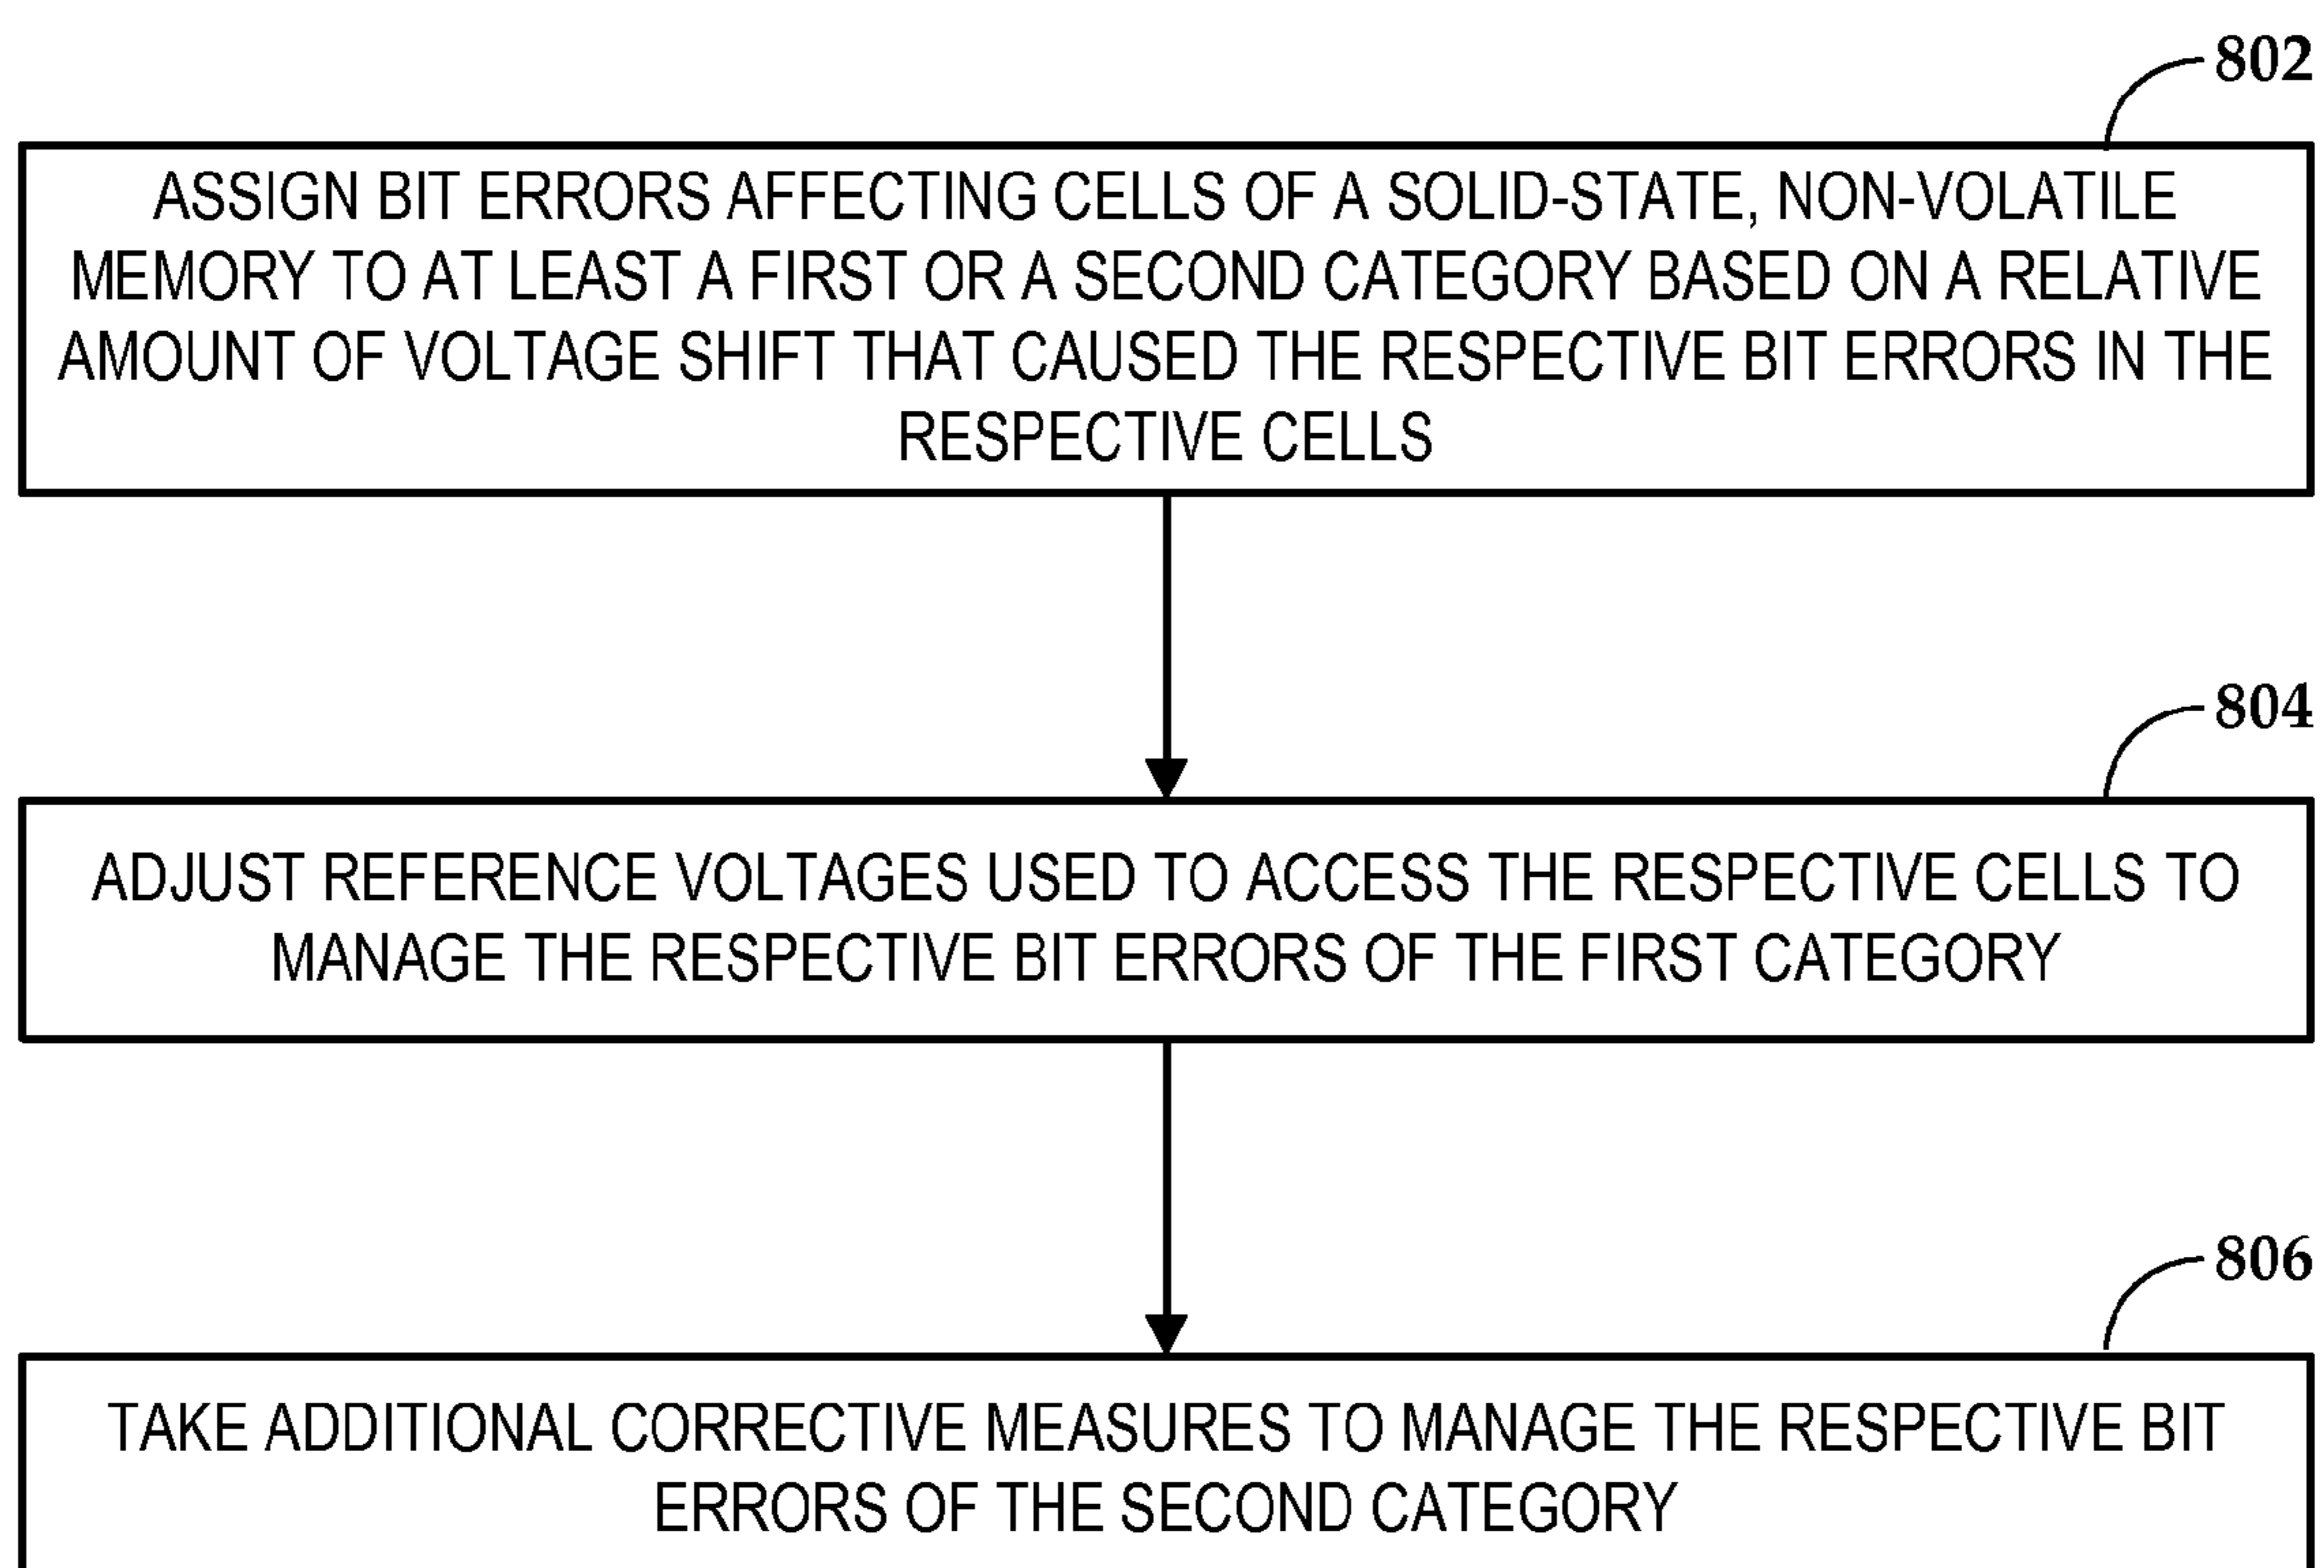 802
ASSIGN BIT ERRORS AFFECTING CELLS OF A SOLID-STATE, NON-VOLATILE
MEMORY TO AT LEAST A FIRST OR A SECOND CATEGORY BASED ON A RELATIVE
AMOUNT OF VOLTAGE SHIFT THAT CAUSED THE RESPECTIVE BIT ERRORS IN THE
RESPECTIVE CELLS
804
ADJUST REFERENCE VOLTAGES USED TO ACCESS THE RESPECTIVE CELLS TO
MANAGE THE RESPECTIVE BIT ERRORS OF THE FIRST CATEGORY
806
TAKE ADDITIONAL CORRECTIVE MEASURES TO MANAGE THE RESPECTIVE BIT
ERRORS OF THE SECOND CATEGORY